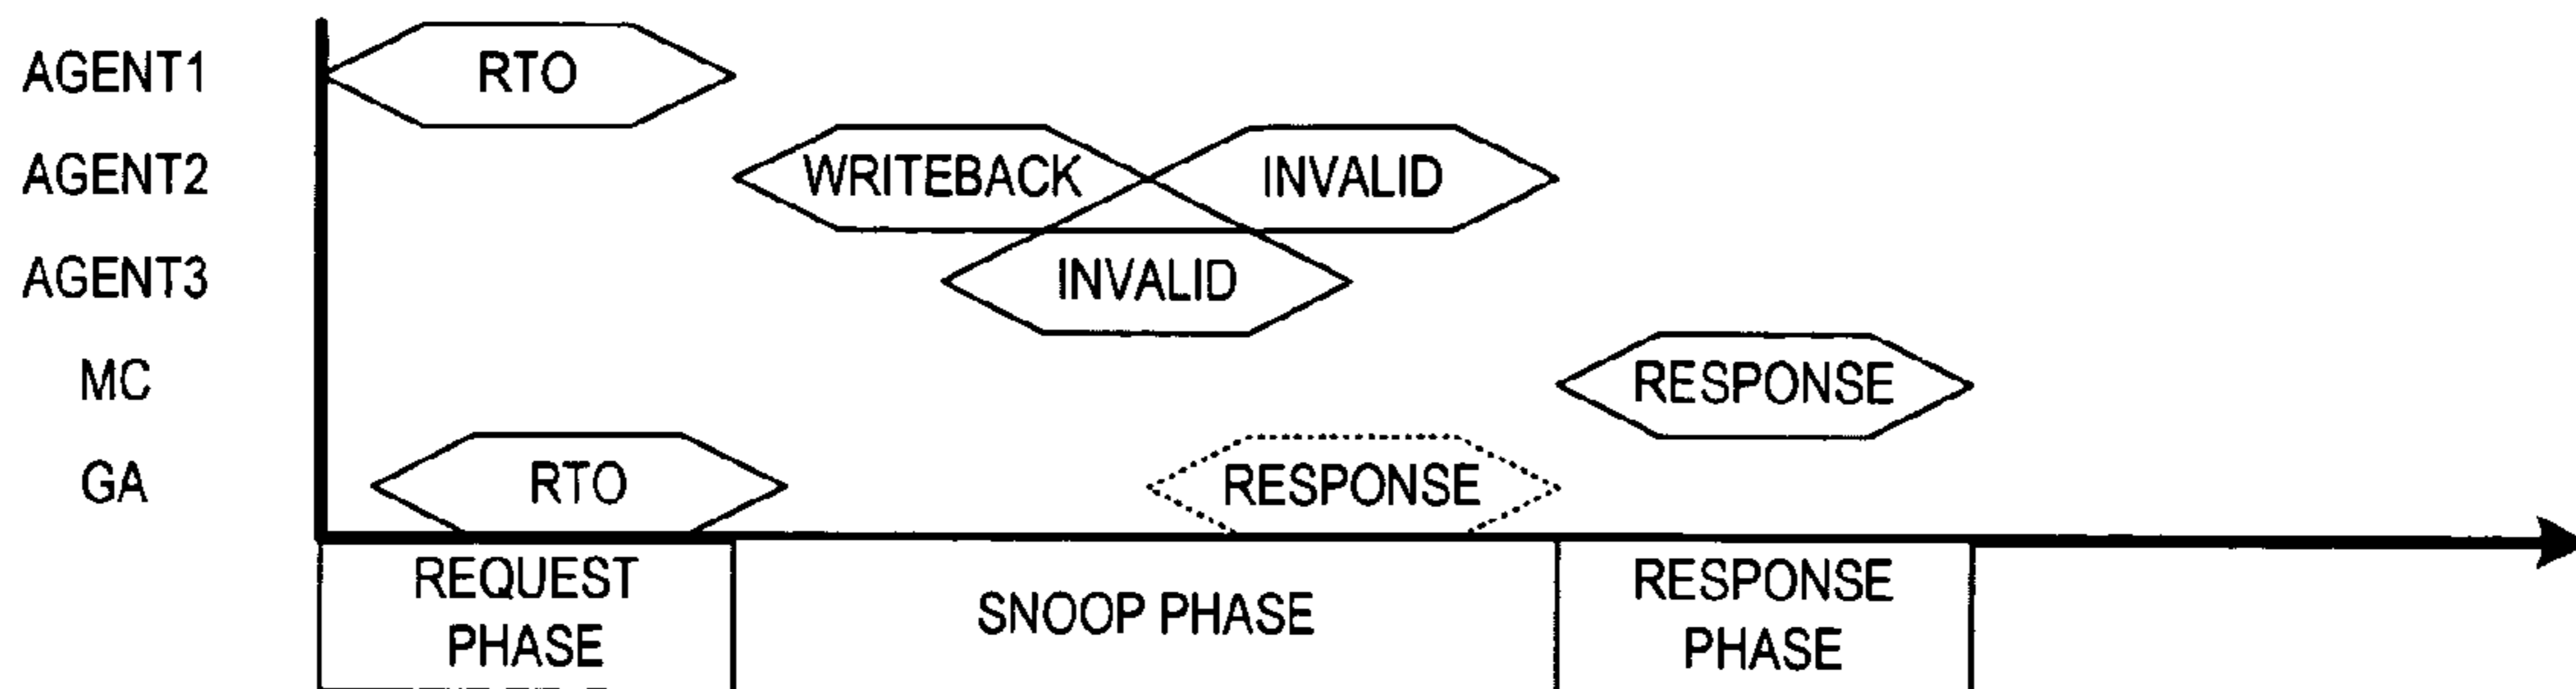 AGENT1 RTO
AGENT2 WRITEBACK INVALID
AGENT3 INVALID
MC RESPONSE
GA RTO RESPONSE
REQUEST PHASE
SNOOP PHASE
RESPONSE PHASE